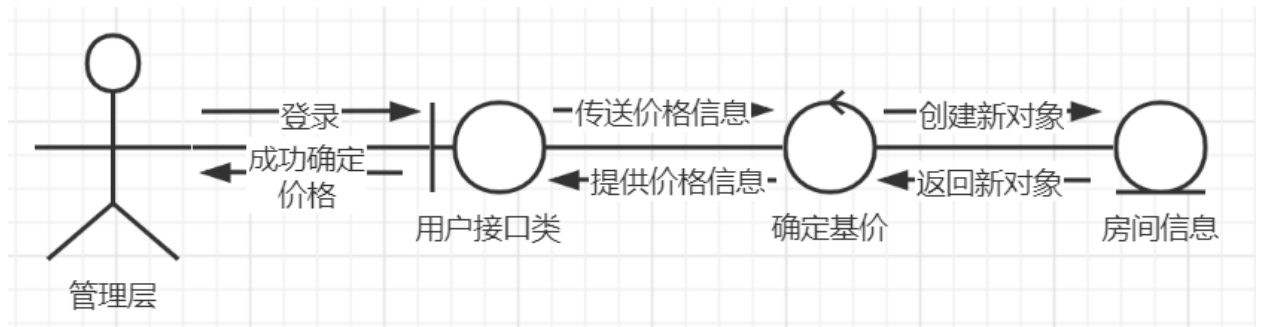 登录
成功确定
价格
传送价格信息
提供价格信息
创建新对象
返回新对象
用户接口类
确定基价
房间信息
管理层